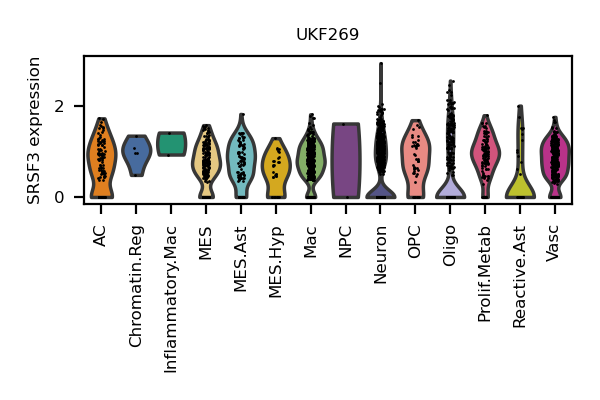 UKF269
SRSF3 expression
2
0
AC
Chromatin.Reg
Inflammatory.Mac
MES
MES.Ast
MES.Hyp
Mac
NPC
Neuron
OPC
Oligo
Prolif.Metab
Reactive.Ast
Vasc